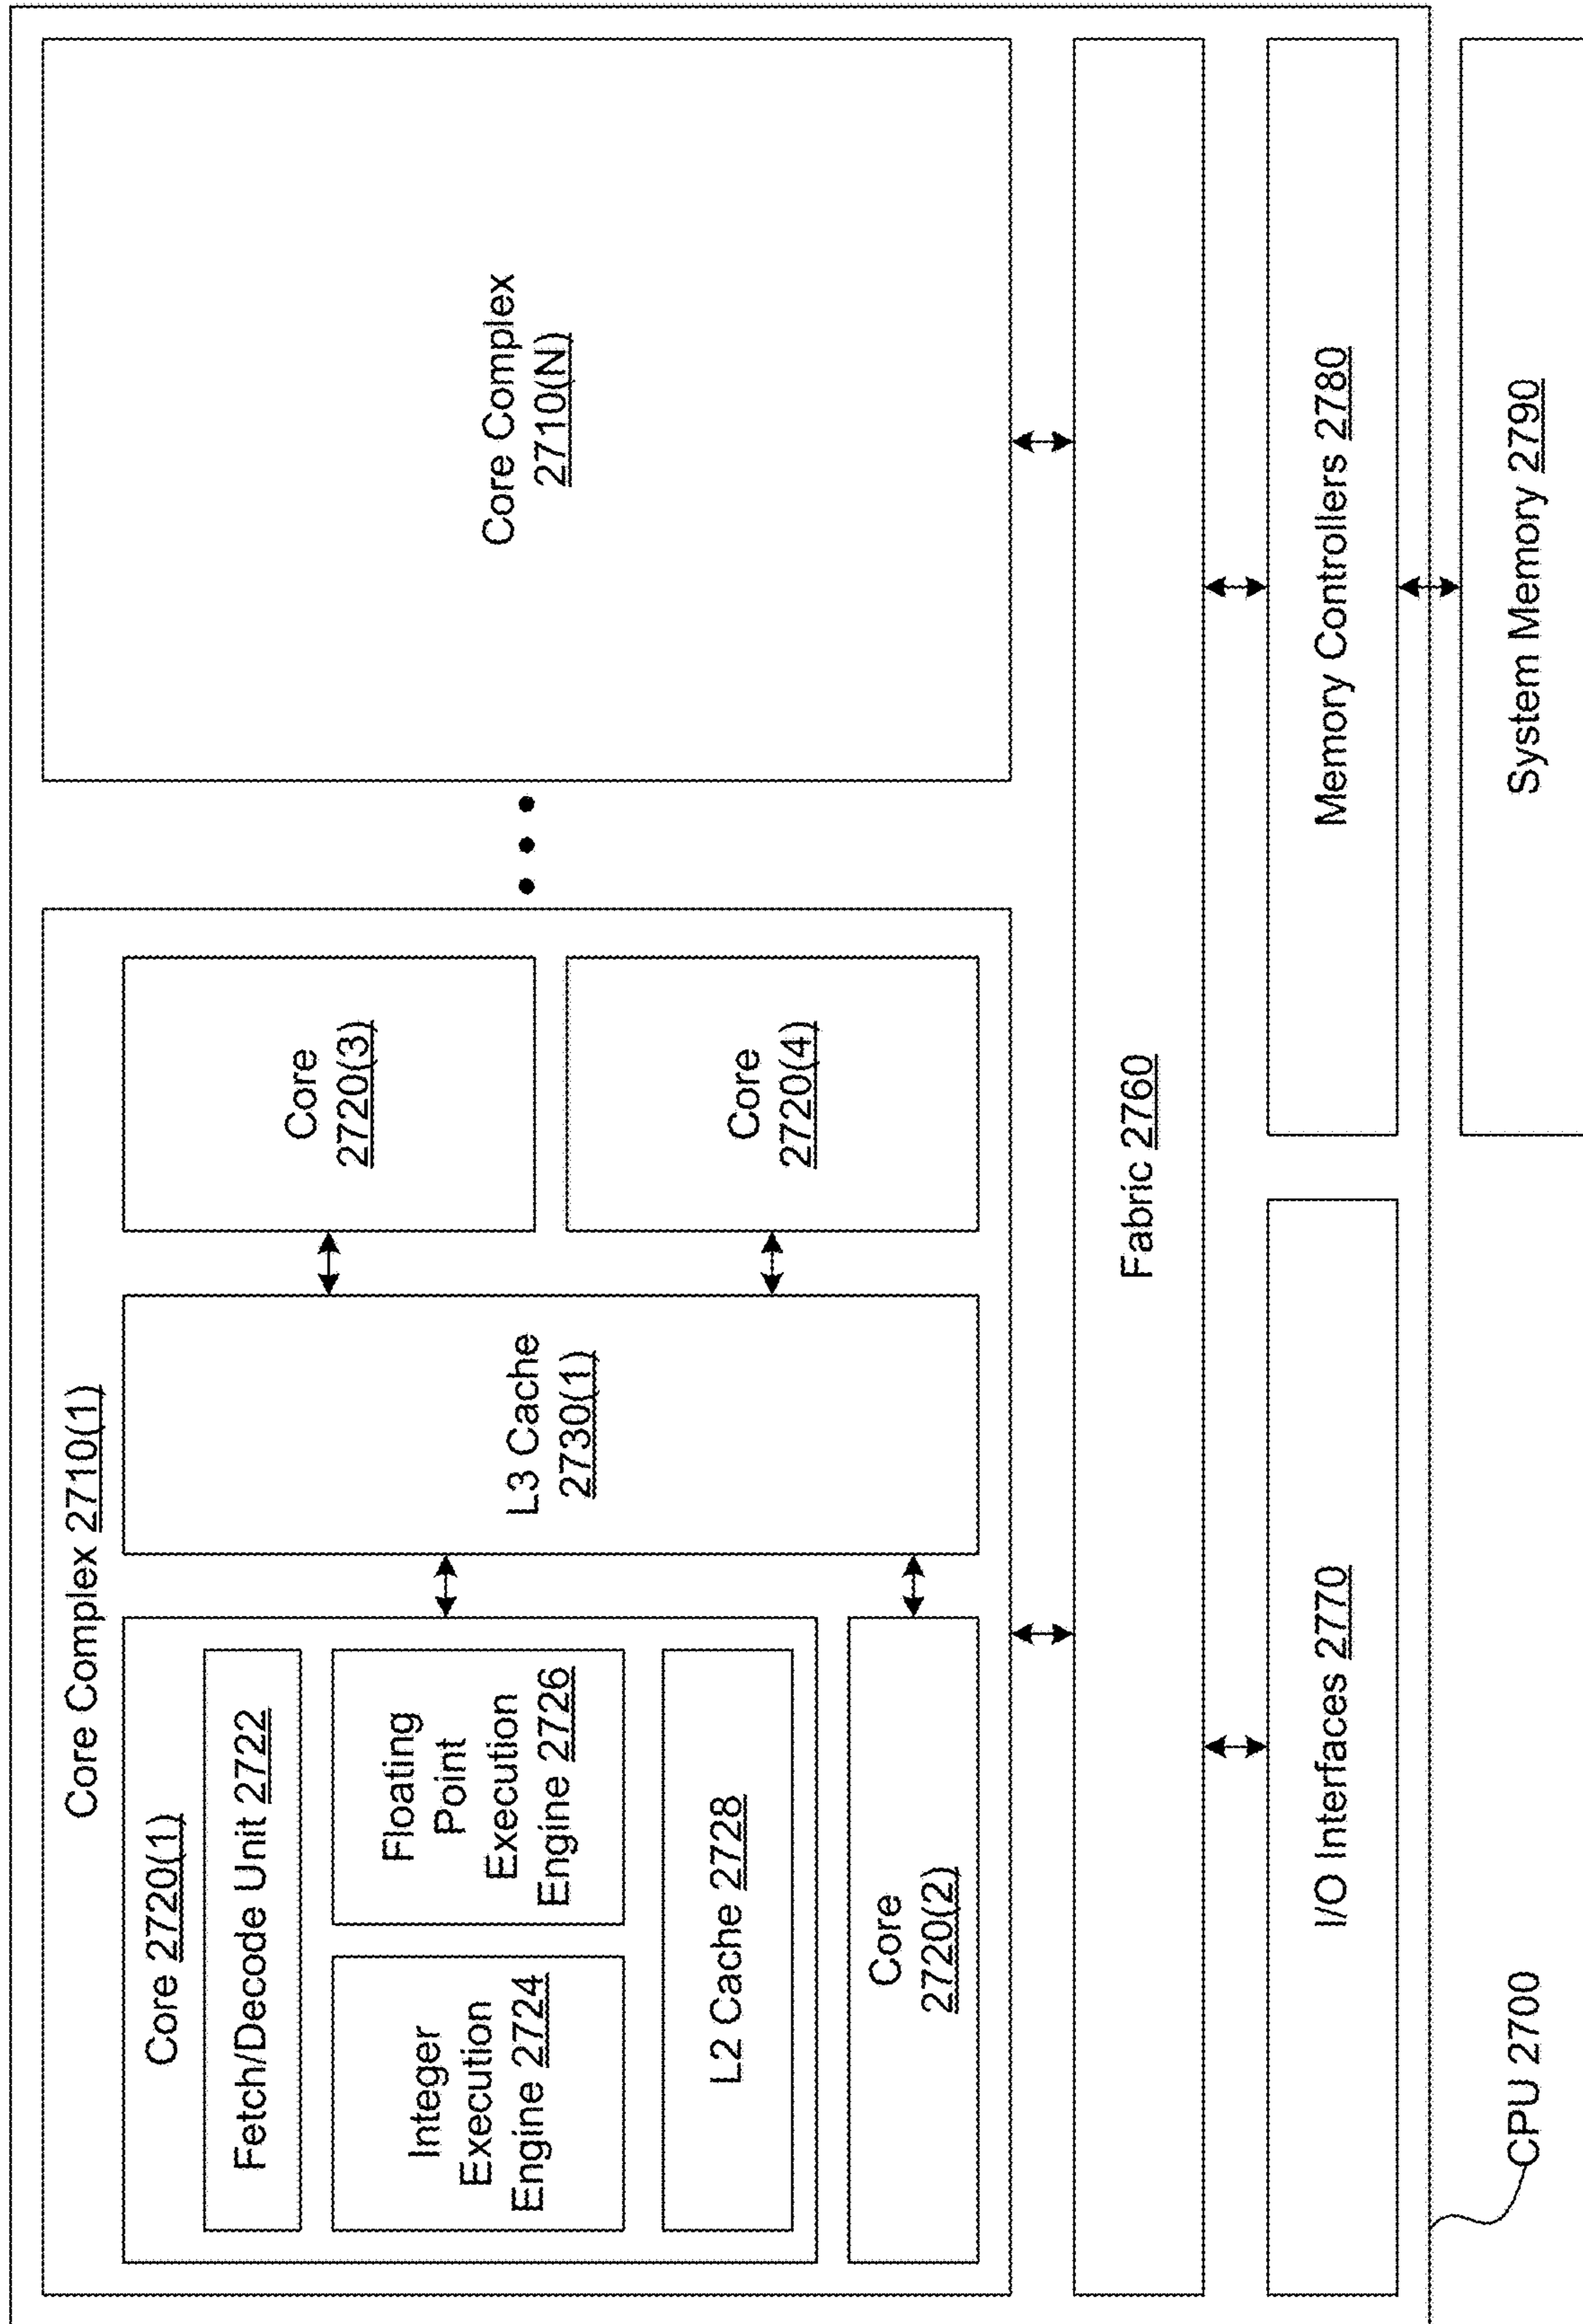 Core Complex 2710(1)
Core 2720(1)
Fetch/Decode Unit 2722
Integer
Execution
Engine 2724
Floating
Point
Execution
Engine 2726
L2 Cache 2728
Core
2720(2)
L3 Cache
2730(1)
Core
2720(3)
Core
2720(4)
Core Complex
2710(N)
Fabric 2760
I/O Interfaces 2770
Memory Controllers 2780
CPU 2700
System Memory 2790